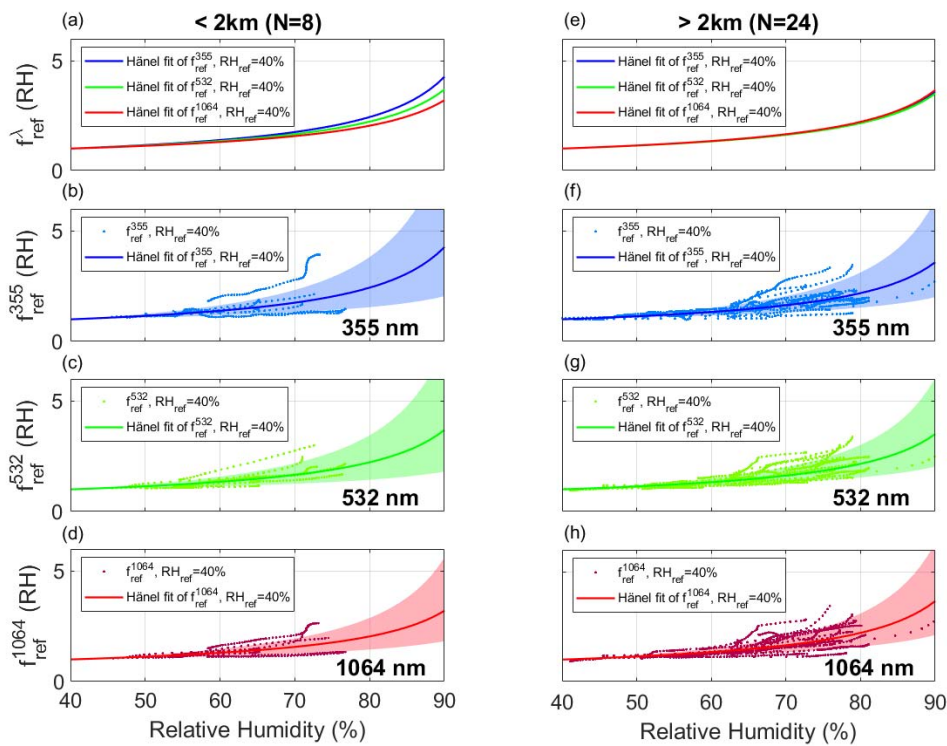 (a)
< 2km (N=8)
5
0
Hänel fit of f_ref^355, RH_ref=40%
Hänel fit of f_ref^532, RH_ref=40%
Hänel fit of f_ref^1064, RH_ref=40%
f_ref^λ (RH)
(b)
5
0
f_ref^355, RH_ref=40%
Hänel fit of f_ref^355, RH_ref=40%
f_ref^355 (RH)
355 nm
(c)
5
0
f_ref^532, RH_ref=40%
Hänel fit of f_ref^532, RH_ref=40%
f_ref^532 (RH)
532 nm
(d)
5
0
f_ref^1064, RH_ref=40%
Hänel fit of f_ref^1064, RH_ref=40%
f_ref^1064 (RH)
1064 nm
40 50 60 70 80 90
Relative Humidity (%)
(e)
> 2km (N=24)
Hänel fit of f_ref^355, RH_ref=40%
Hänel fit of f_ref^532, RH_ref=40%
Hänel fit of f_ref^1064, RH_ref=40%
(f)
f_ref^355, RH_ref=40%
Hänel fit of f_ref^355, RH_ref=40%
355 nm
(g)
f_ref^532, RH_ref=40%
Hänel fit of f_ref^532, RH_ref=40%
532 nm
(h)
f_ref^1064, RH_ref=40%
Hänel fit of f_ref^1064, RH_ref=40%
1064 nm
40 50 60 70 80 90
Relative Humidity (%)